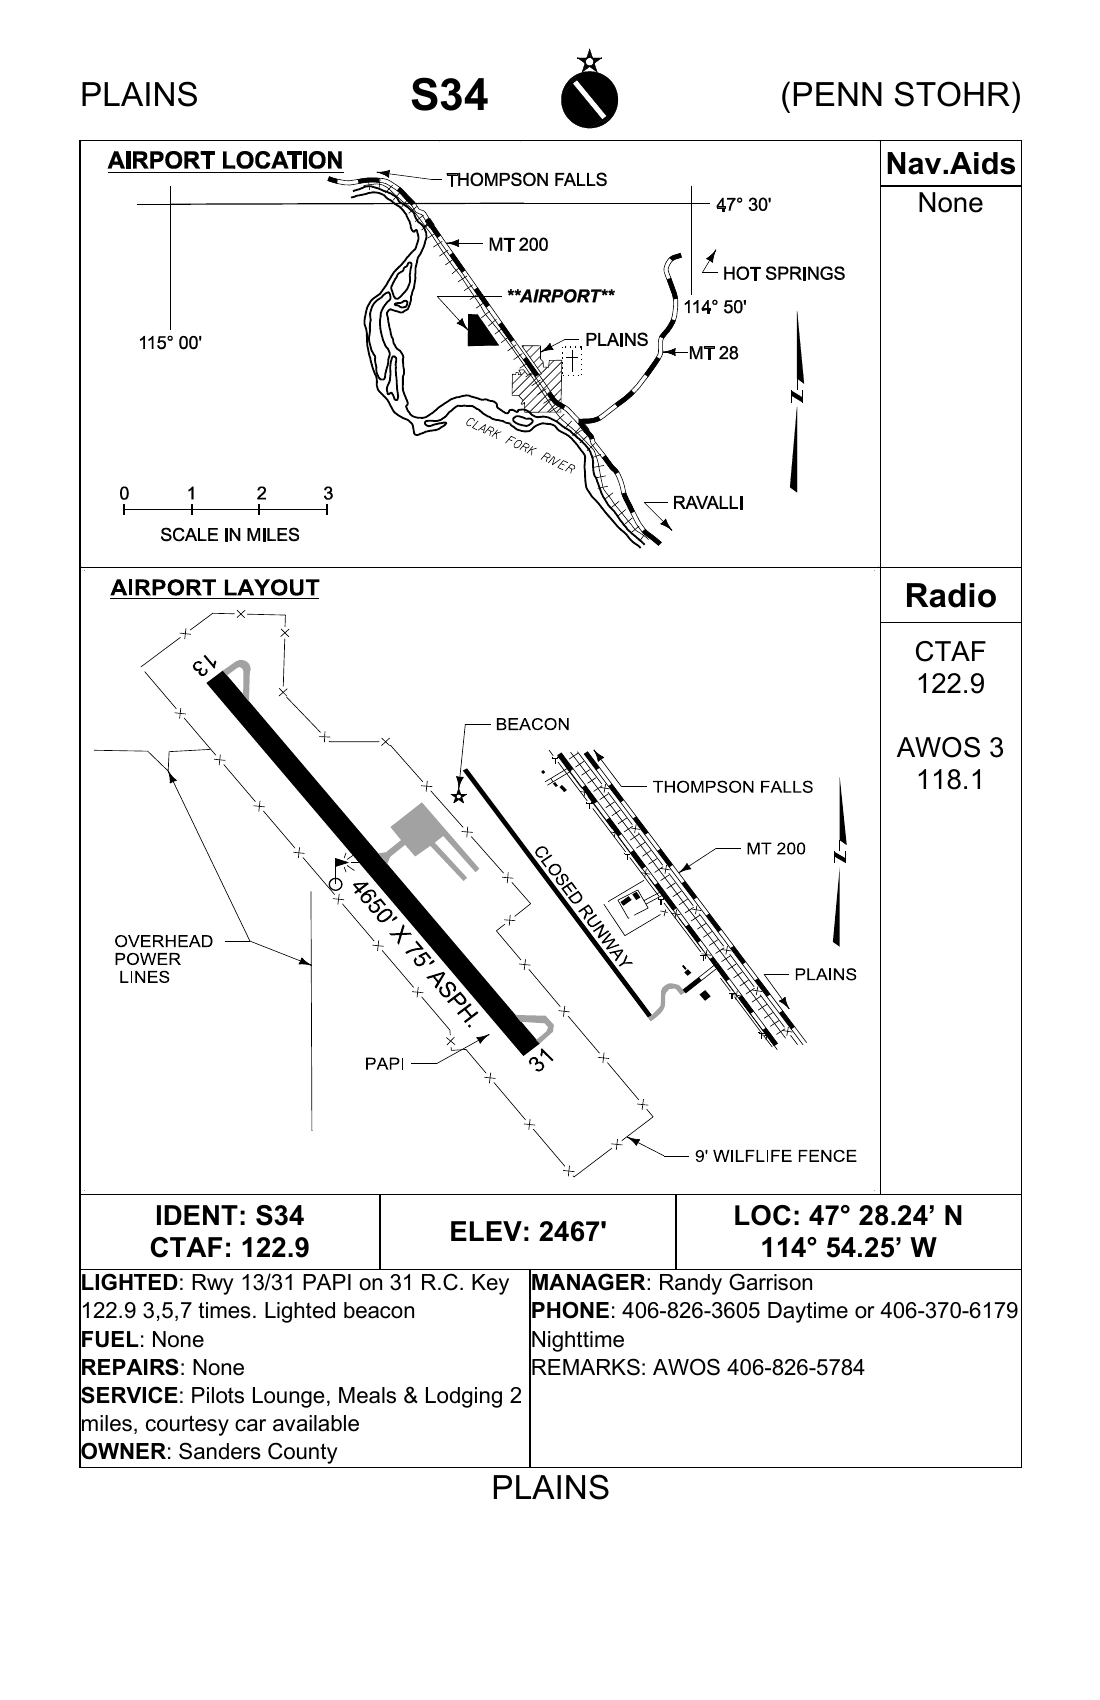 PLAINS
S34
(PENN STOHR)
AIRPORT LOCATION
Nav.Aids
None
THOMPSON FALLS
47° 30'
MT 200
HOT SPRINGS
**AIRPORT**
114° 50'
115° 00'
PLAINS
MT 28
N
CLARK FORK RIVER
0 1 2 3
SCALE IN MILES
RAVALLI
AIRPORT LAYOUT
Radio
CTAF
122.9
AWOS 3
118.1
13
BEACON
THOMPSON FALLS
MT 200
N
CLOSED RUNWAY
4650' X 75' ASPH.
OVERHEAD
POWER
LINES
PLAINS
PAPI
31
9' WILFLIFE FENCE
IDENT: S34
CTAF: 122.9
ELEV: 2467'
LOC: 47° 28.24’ N
114° 54.25’ W
LIGHTED: Rwy 13/31 PAPI on 31 R.C. Key
122.9 3,5,7 times. Lighted beacon
FUEL: None
REPAIRS: None
SERVICE: Pilots Lounge, Meals & Lodging 2
miles, courtesy car available
OWNER: Sanders County
MANAGER: Randy Garrison
PHONE: 406-826-3605 Daytime or 406-370-6179
Nighttime
REMARKS: AWOS 406-826-5784
PLAINS